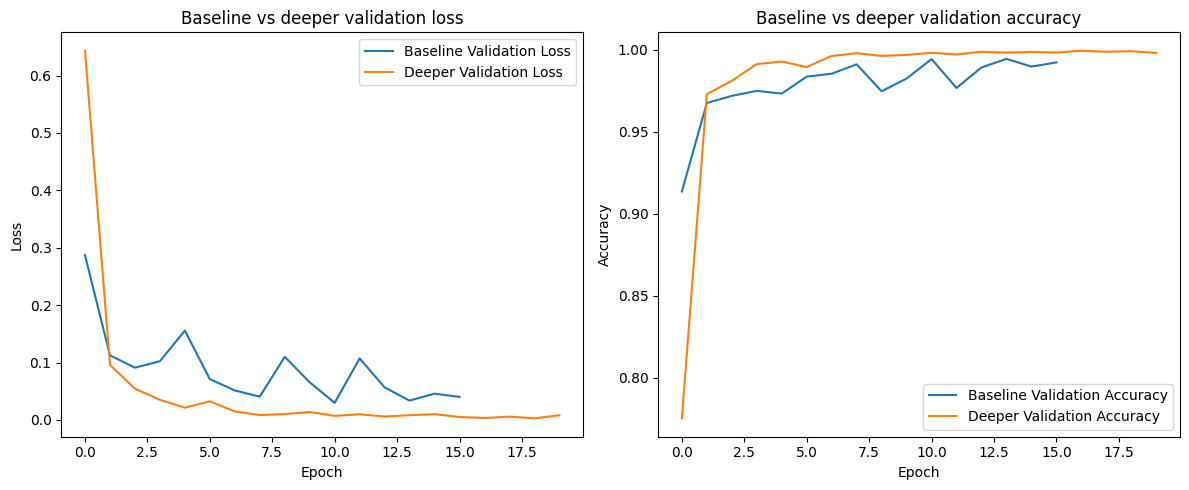 Baseline vs deeper validation loss
Baseline Validation Loss
Deeper Validation Loss
Loss
0.6
0.5
0.4
0.3
0.2
0.1
0.0
0.0 2.5 5.0 7.5 10.0 12.5 15.0 17.5
Epoch
Baseline vs deeper validation accuracy
Accuracy
1.00
0.95
0.90
0.85
0.80
Baseline Validation Accuracy
Deeper Validation Accuracy
0.0 2.5 5.0 7.5 10.0 12.5 15.0 17.5
Epoch